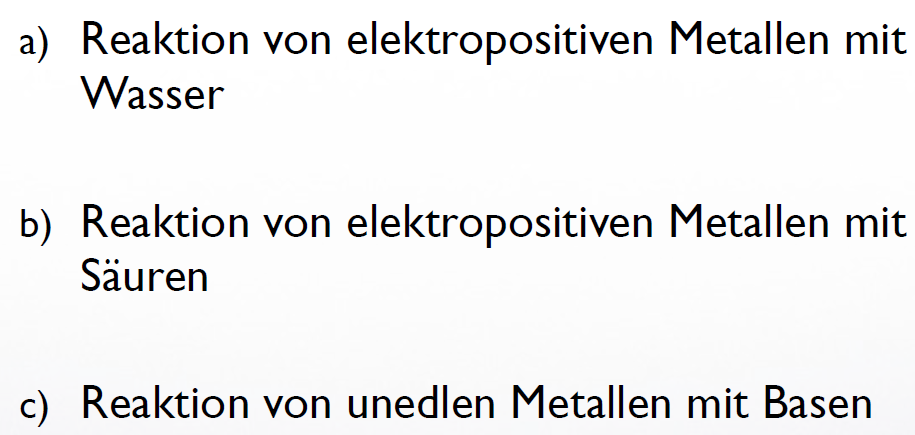 a) Reaktion von elektropositiven Metallen mit
Wasser
b) Reaktion von elektropositiven Metallen mit
Säuren
c) Reaktion von unedlen Metallen mit Basen